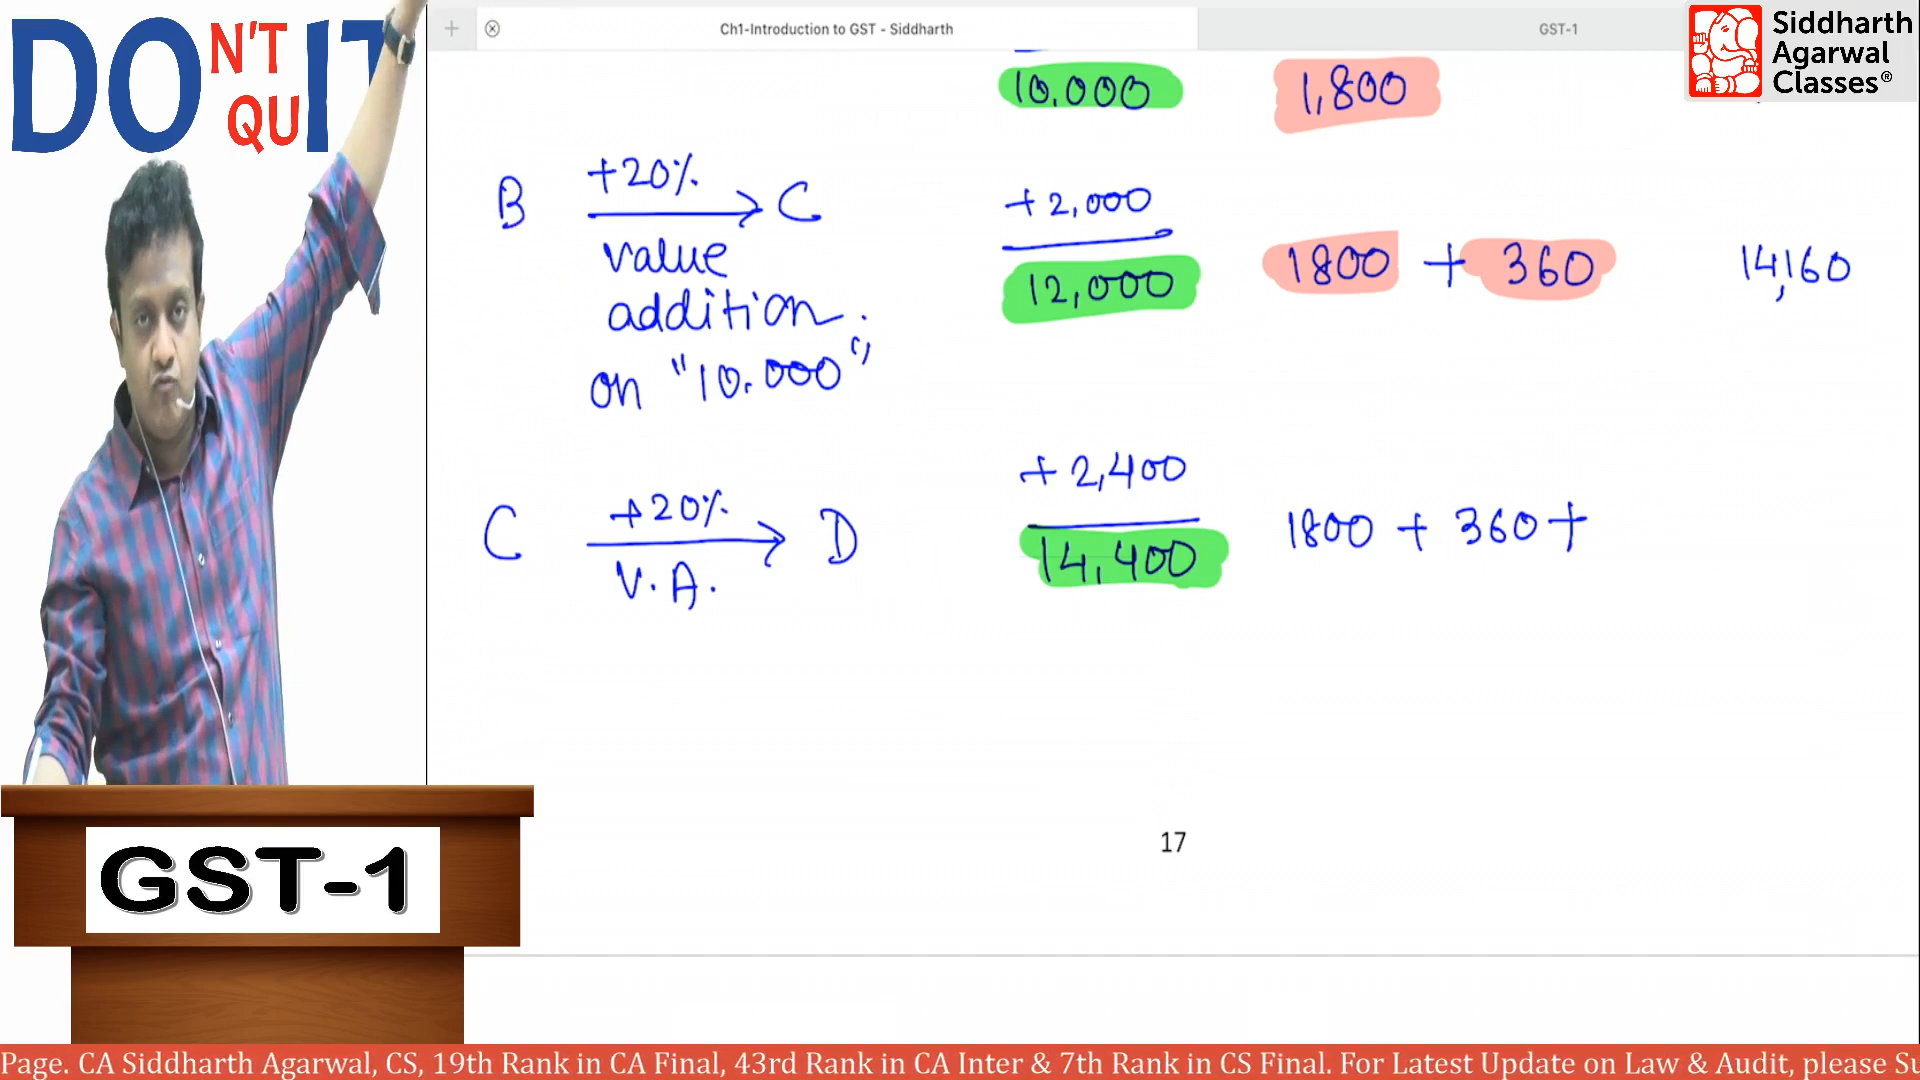 DON'T QUIT
Ch1-Introduction to GST - Siddharth
GST-1
Siddharth
Agarwal
Classes®
10,000 1,800
B +20% → C
value
addition.
on "10.000"
+2,000
12,000
1800 + 360
14,160
C +20% → D
V.A.
+2,400
14,400
1800 + 360 +
17
GST-1
Page. CA Siddharth Agarwal, CS, 19th Rank in CA Final, 43rd Rank in CA Inter & 7th Rank in CS Final. For Latest Update on Law & Audit, please